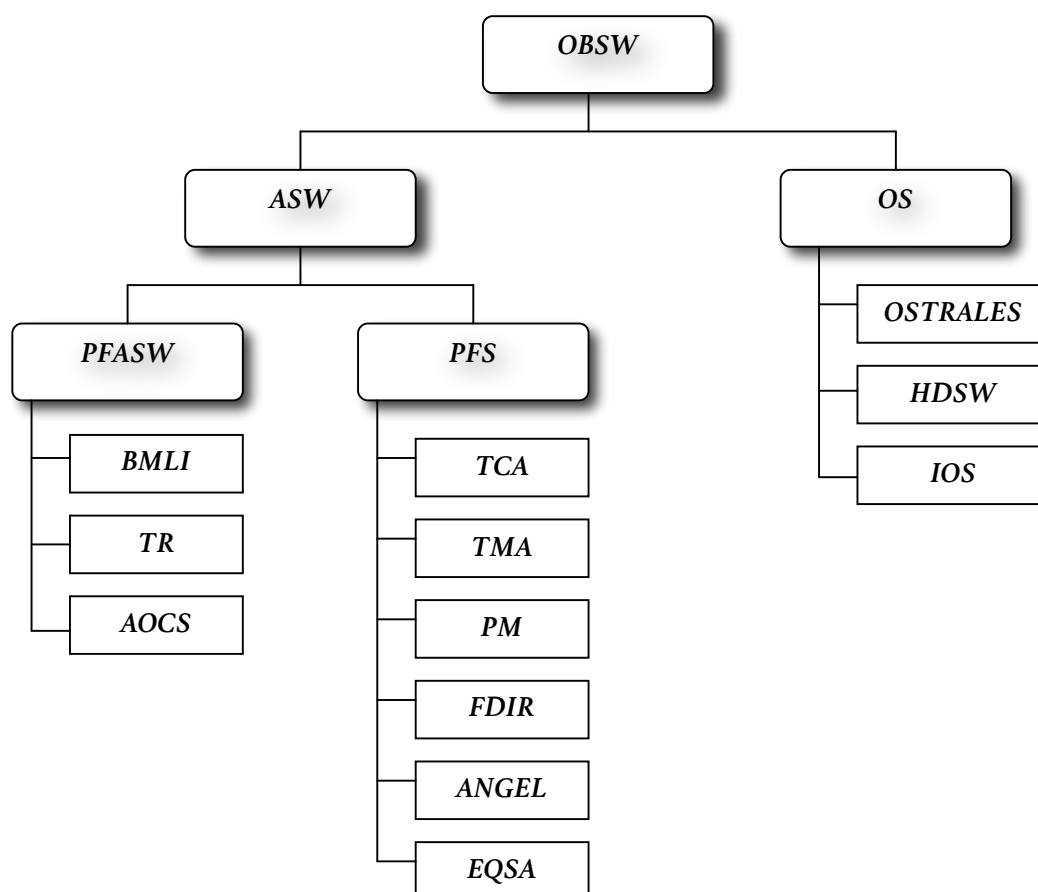 OBSW
ASW
OS
PFASW
PFS
OSTRALES
HDSW
IOS
BMLI
TR
AOCS
TCA
TMA
PM
FDIR
ANGEL
EQSA